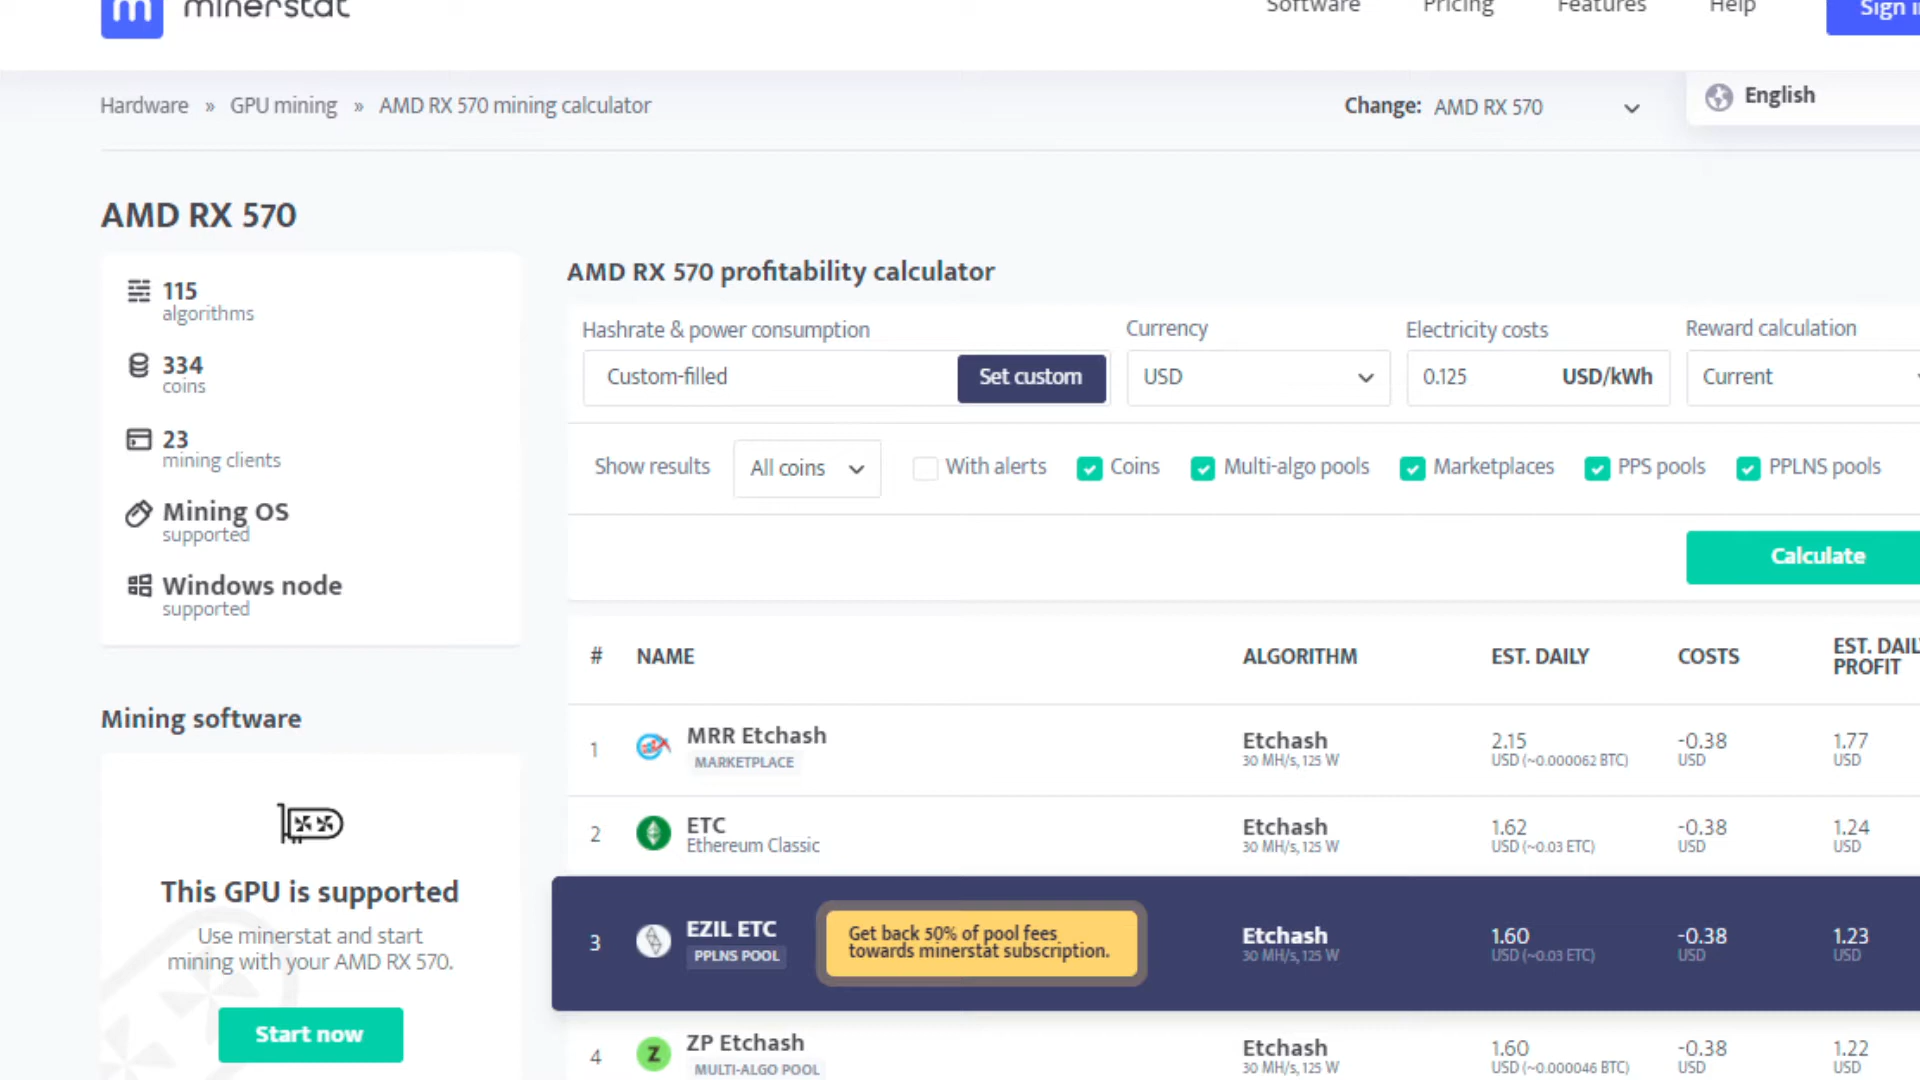 minerstat
Software Pricing Features Help Sign i
Hardware » GPU mining » AMD RX 570 mining calculator
Change: AMD RX 570
English
AMD RX 570
115
algorithms
334
coins
23
mining clients
Mining OS
supported
Windows node
supported
Mining software
This GPU is supported
Use minerstat and start
mining with your AMD RX 570.
Start now
AMD RX 570 profitability calculator
Hashrate & power consumption Currency Electricity costs Reward calculation
Custom-filled Set custom USD 0.125 USD/kWh Current
Show results All coins With alerts Coins Multi-algo pools Marketplaces PPS pools PPLNS pools
Calculate
# NAME ALGORITHM EST. DAILY COSTS EST. DAIL
PROFIT
1 MRR Etchash Etchash 2.15 -0.38 1.77
MARKETPLACE 30 MH/s, 125 W USD (~0.000062 BTC) USD USD
2 ETC Etchash 1.62 -0.38 1.24
Ethereum Classic 30 MH/s, 125 W USD (~0.03 ETC) USD USD
3 EZIL ETC Get back 50% of pool fees Etchash 1.60 -0.38 1.23
PPLNS POOL towards minerstat subscription. 30 MH/s, 125 W USD (~0.03 ETC) USD USD
4 Z ZP Etchash Etchash 1.60 -0.38 1.22
MULTI-ALGO POOL 30 MH/s, 125 W USD (~0.000046 BTC) USD USD